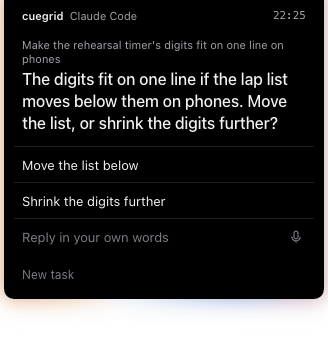 cuegrid Claude Code 22:25
Make the rehearsal timer's digits fit on one line on
phones
The digits fit on one line if the lap list
moves below them on phones. Move
the list, or shrink the digits further?
Move the list below
Shrink the digits further
Reply in your own words
New task